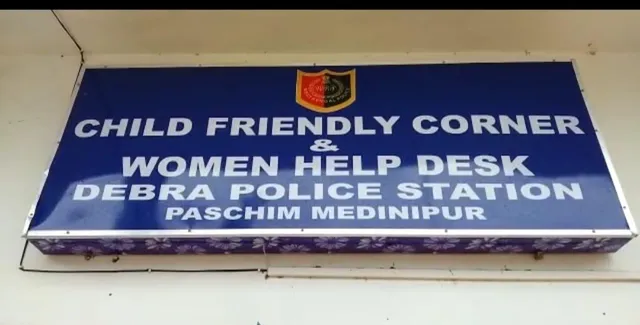 CHILD FRIENDLY CORNER
&
WOMEN HELP DESK
DEBRA POLICE STATION
PASCHIM MEDINIPUR